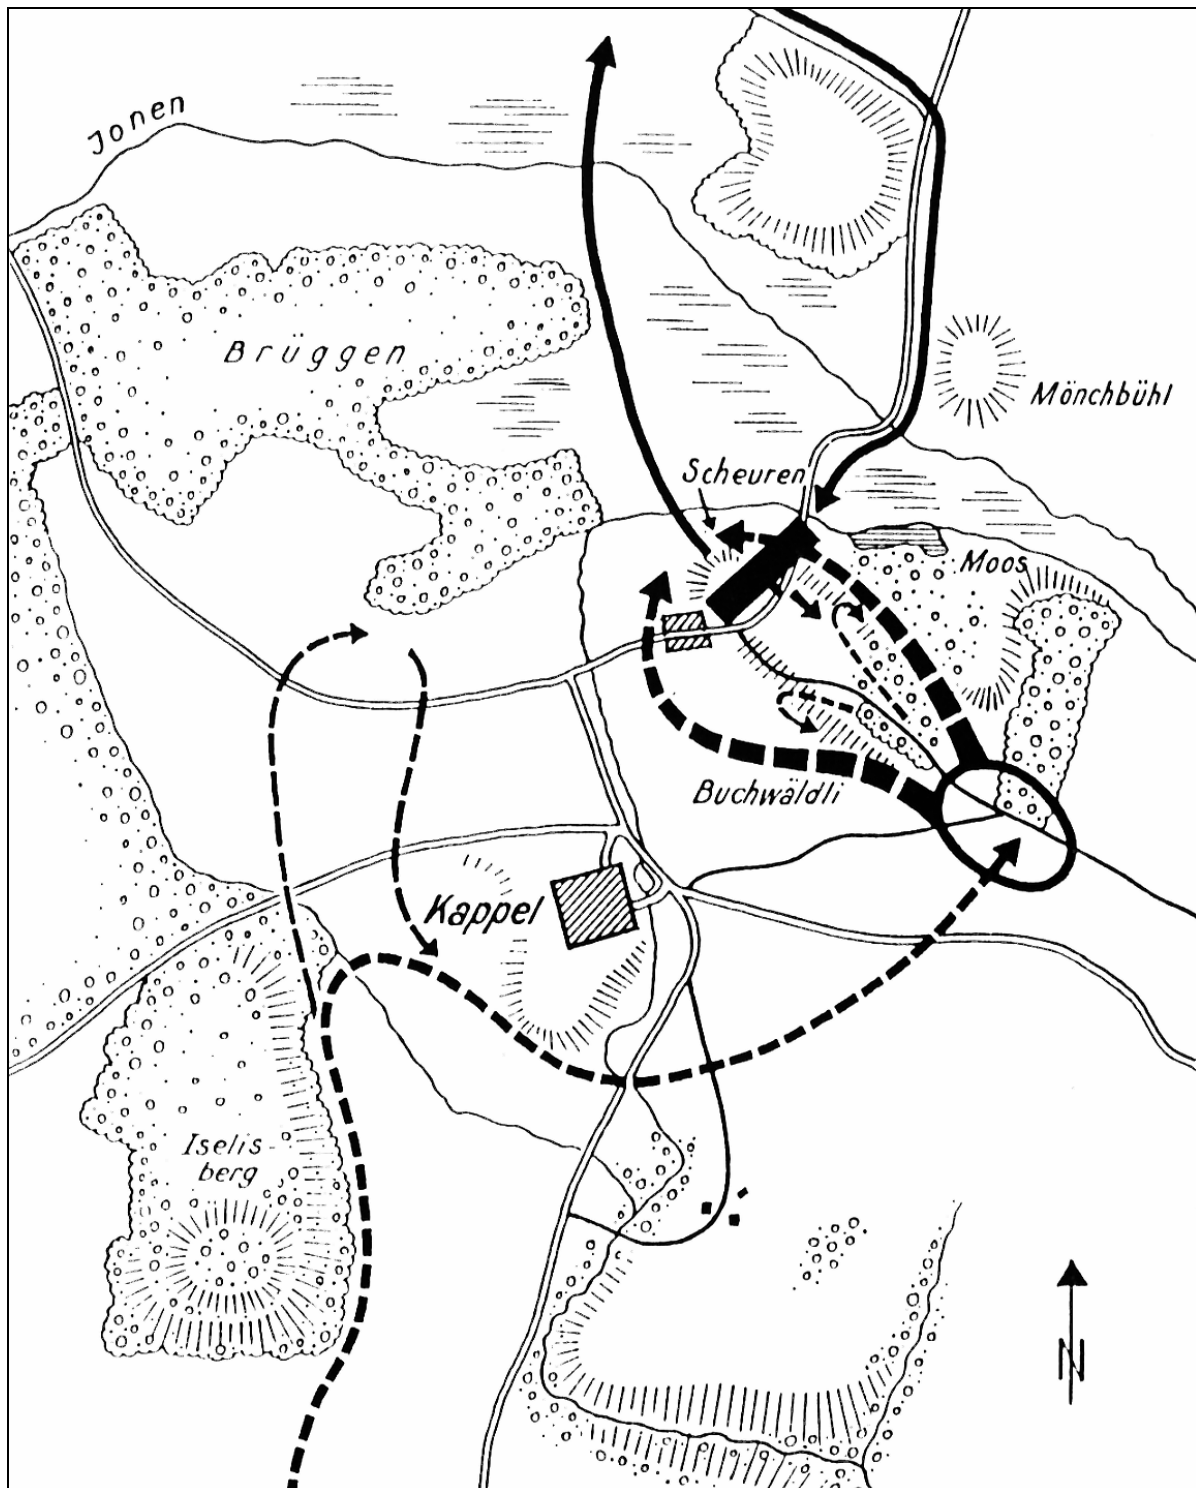 Jonen
Brüggen
Mönchbühl
Scheuren
Moos
Buchwäldli
Kappel
Iselis-
berg
N